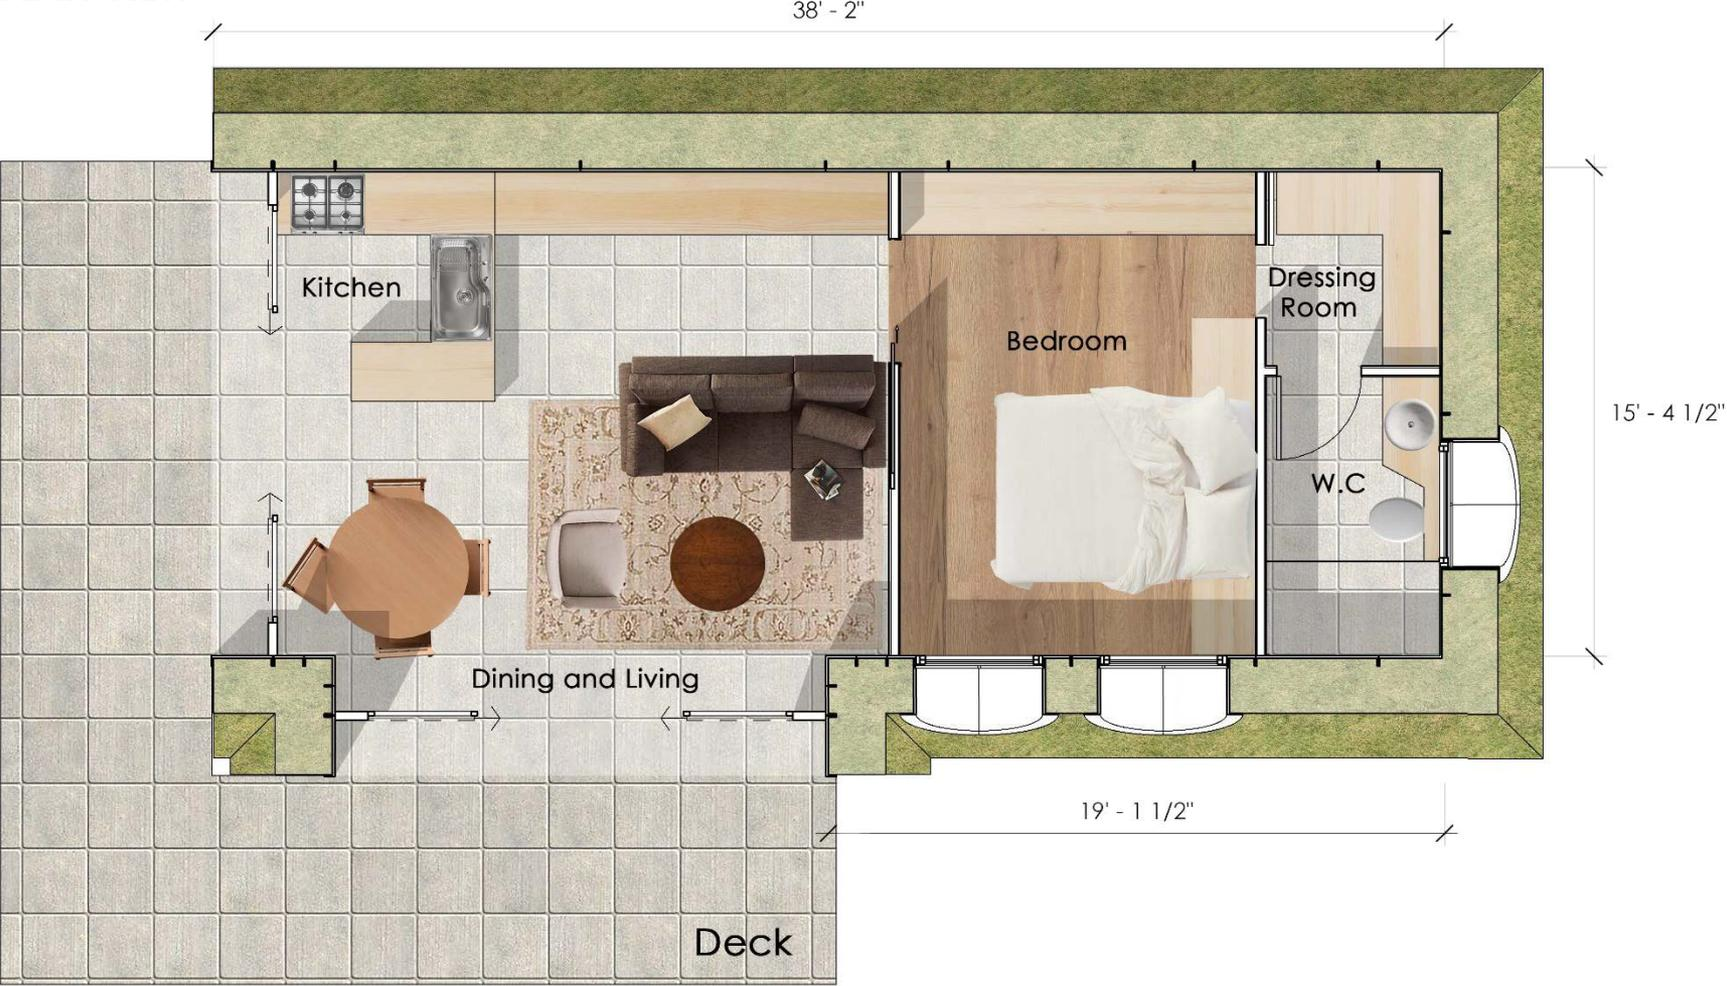 38' - 2"
Kitchen
Dressing
Room
Bedroom
15' - 4 1/2"
W.C
Dining and Living
19' - 1 1/2"
Deck